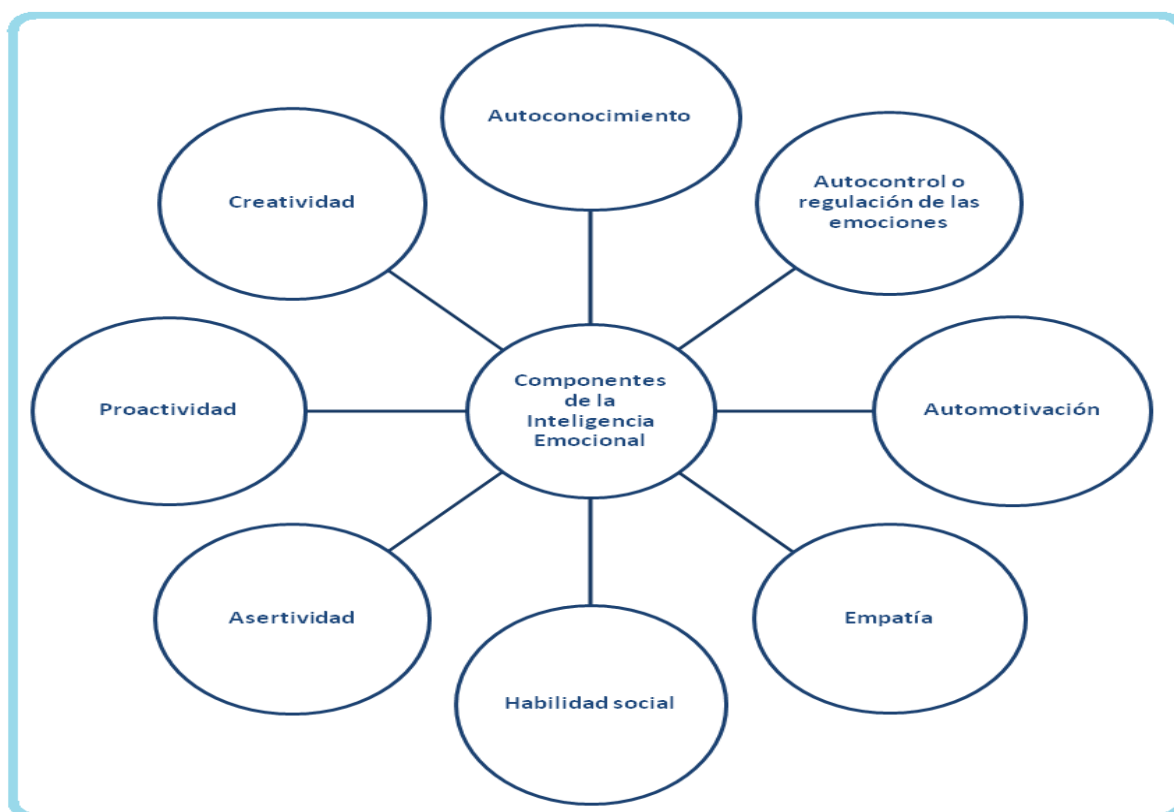 Autoconocimiento
Autocontrol o
regulación de las
emociones
Automotivación
Empatía
Habilidad social
Asertividad
Proactividad
Creatividad
Componentes
de la
Inteligencia
Emocional